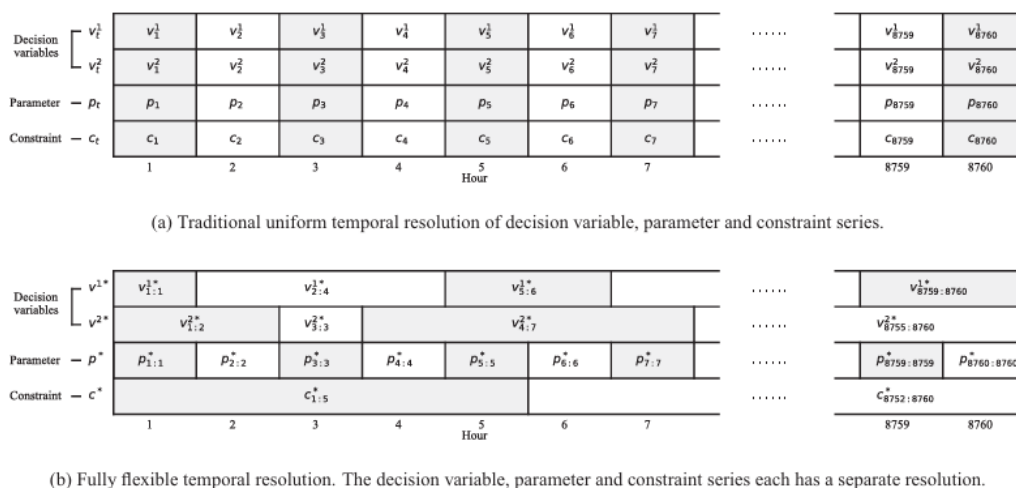 Decision variables v_t^1 v_1^1 v_2^1 v_3^1 v_4^1 v_5^1 v_6^1 v_7^1 ...... v_8759^1 v_8760^1
v_t^2 v_1^2 v_2^2 v_3^2 v_4^2 v_5^2 v_6^2 v_7^2 v_8759^2 v_8760^2
Parameter p_t p_1 p_2 p_3 p_4 p_5 p_6 p_7 p_8759 p_8760
Constraint c_t c_1 c_2 c_3 c_4 c_5 c_6 c_7 ...... c_8759 c_8760
1 2 3 4 5 6 7 8759 8760
Hour
(a) Traditional uniform temporal resolution of decision variable, parameter and constraint series.
Decision variables v^1* v_1:1^1* v_2:4^1* v_5:6^1* ...... v_8759:8760^1*
v^2* v_1:2^2* v_3:3^2* v_4:7^2* v_8755:8760^2*
Parameter p^* p_1:1^* p_2:2^* p_3:3^* p_4:4^* p_5:5^* p_6:6^* p_7:7^* p_8759:8759^* p_8760:8760^*
Constraint c^* c_1:5^* ...... c_8752:8760^*
1 2 3 4 5 6 7 8759 8760
Hour
(b) Fully flexible temporal resolution. The decision variable, parameter and constraint series each has a separate resolution.